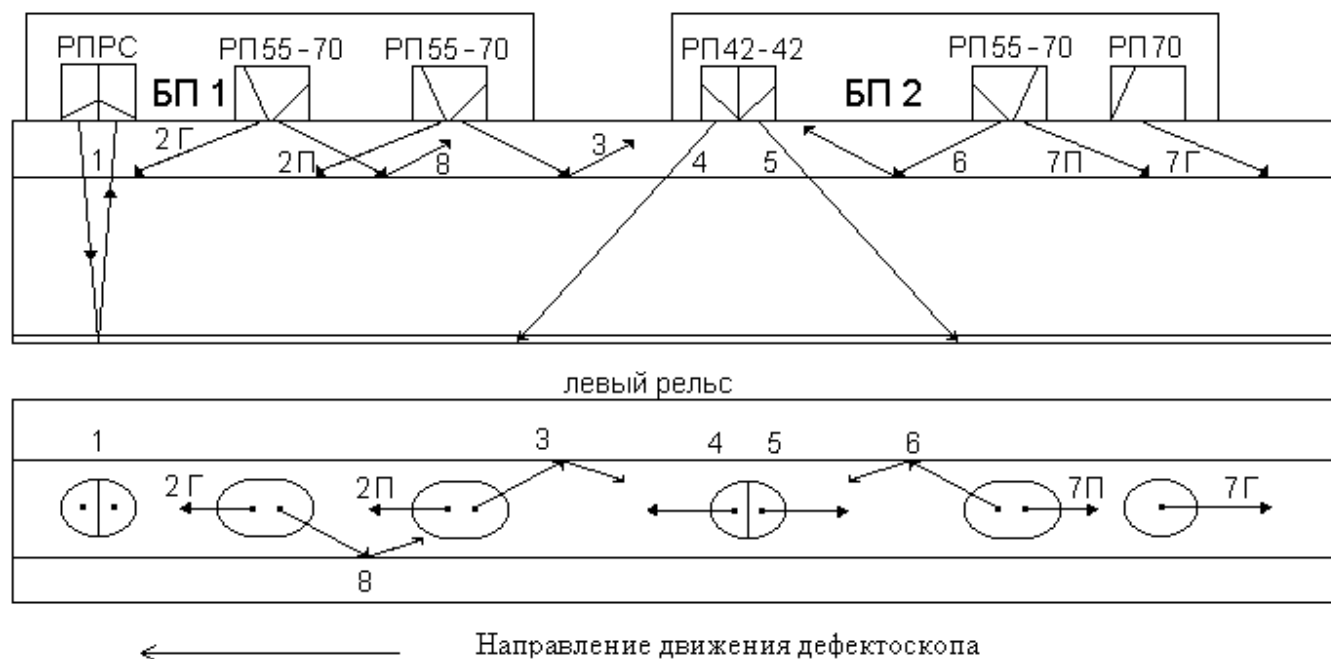 РПРС РП55-70 РП55-70 РП42-42 РП55-70 РП70
БП 1 БП 2
2Г 3
1 2П 8 4 5 6 7П 7Г
левый рельс
1 3 4 5 6
2Г 2П 7П 7Г
8
Направление движения дефектоскопа